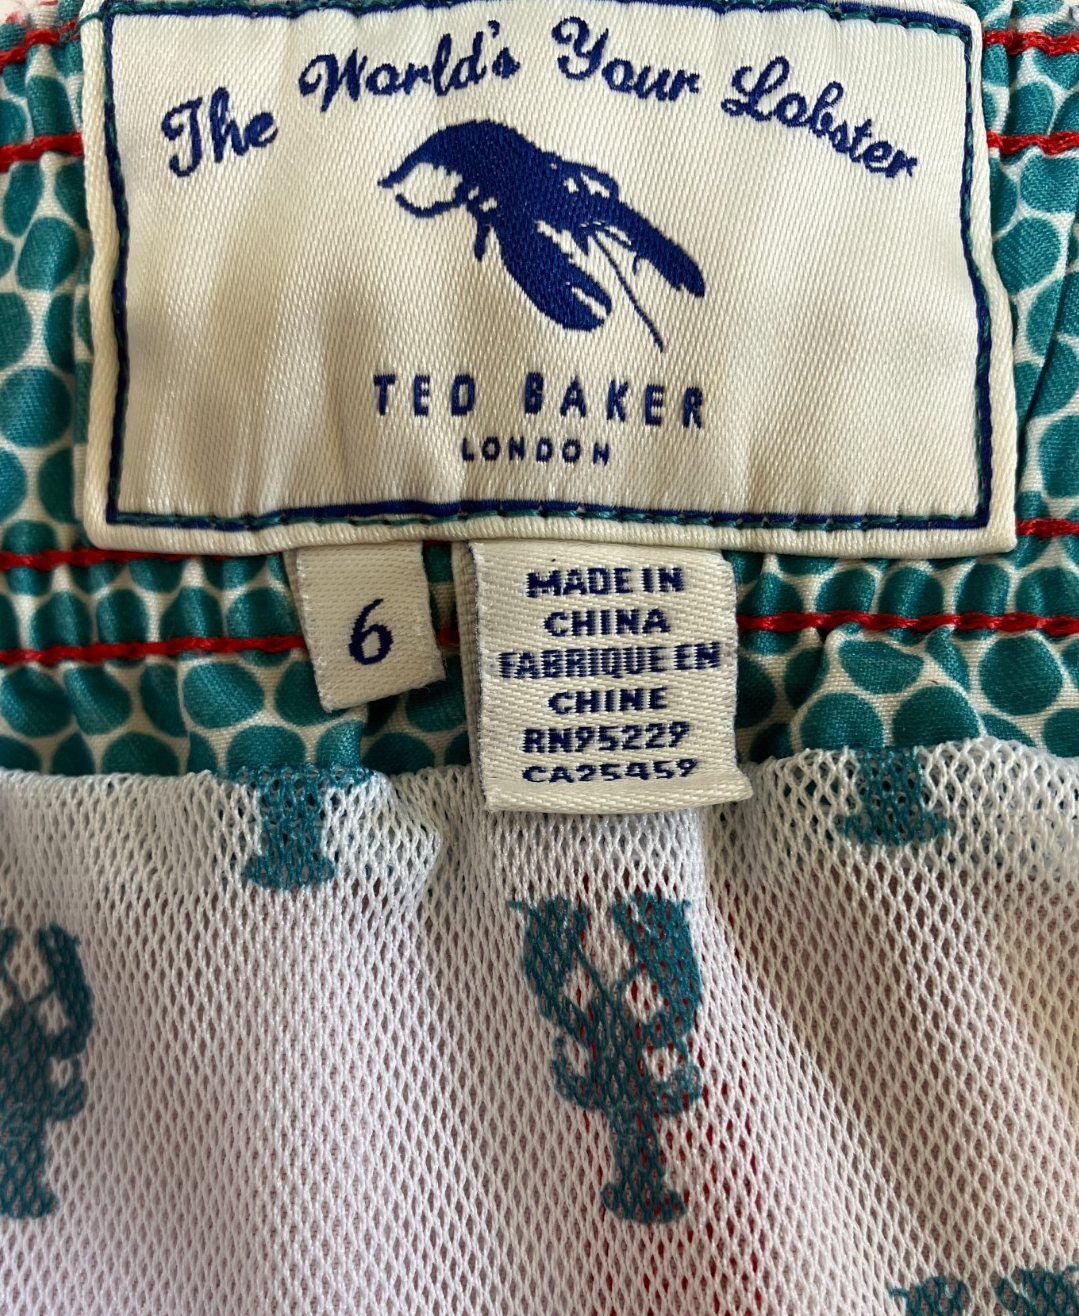 The World's Your Lobster
TED BAKER
LONDON
6
MADE IN
CHINA
FABRIQUE EN
CHINE
RN95229
CA25459